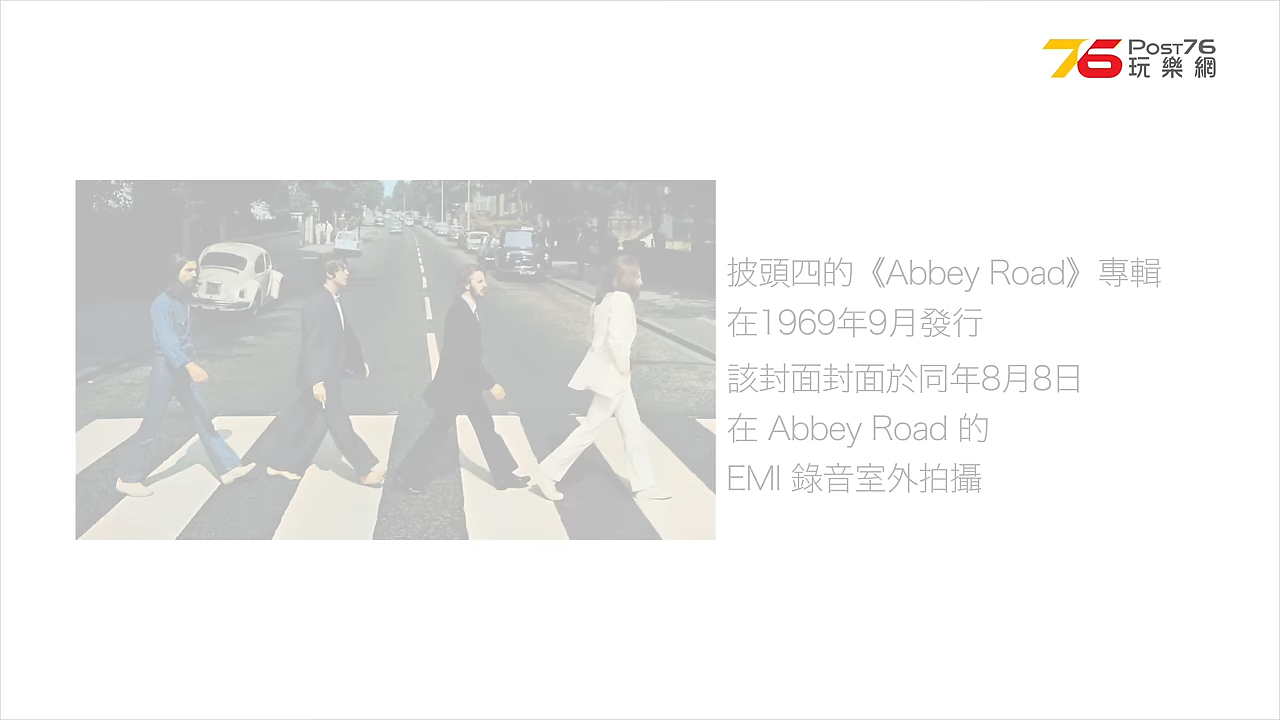 76 POST76
玩樂網
披頭四的《Abbey Road》專輯
在1969年9月發行
該封面封面於同年8月8日
在 Abbey Road 的
EMI 錄音室外拍攝